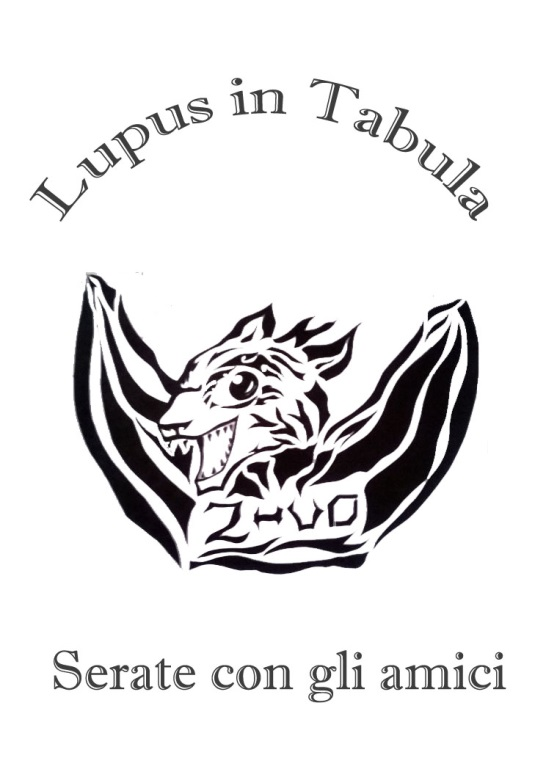 Lupus in Tabula
Serate con gli amici